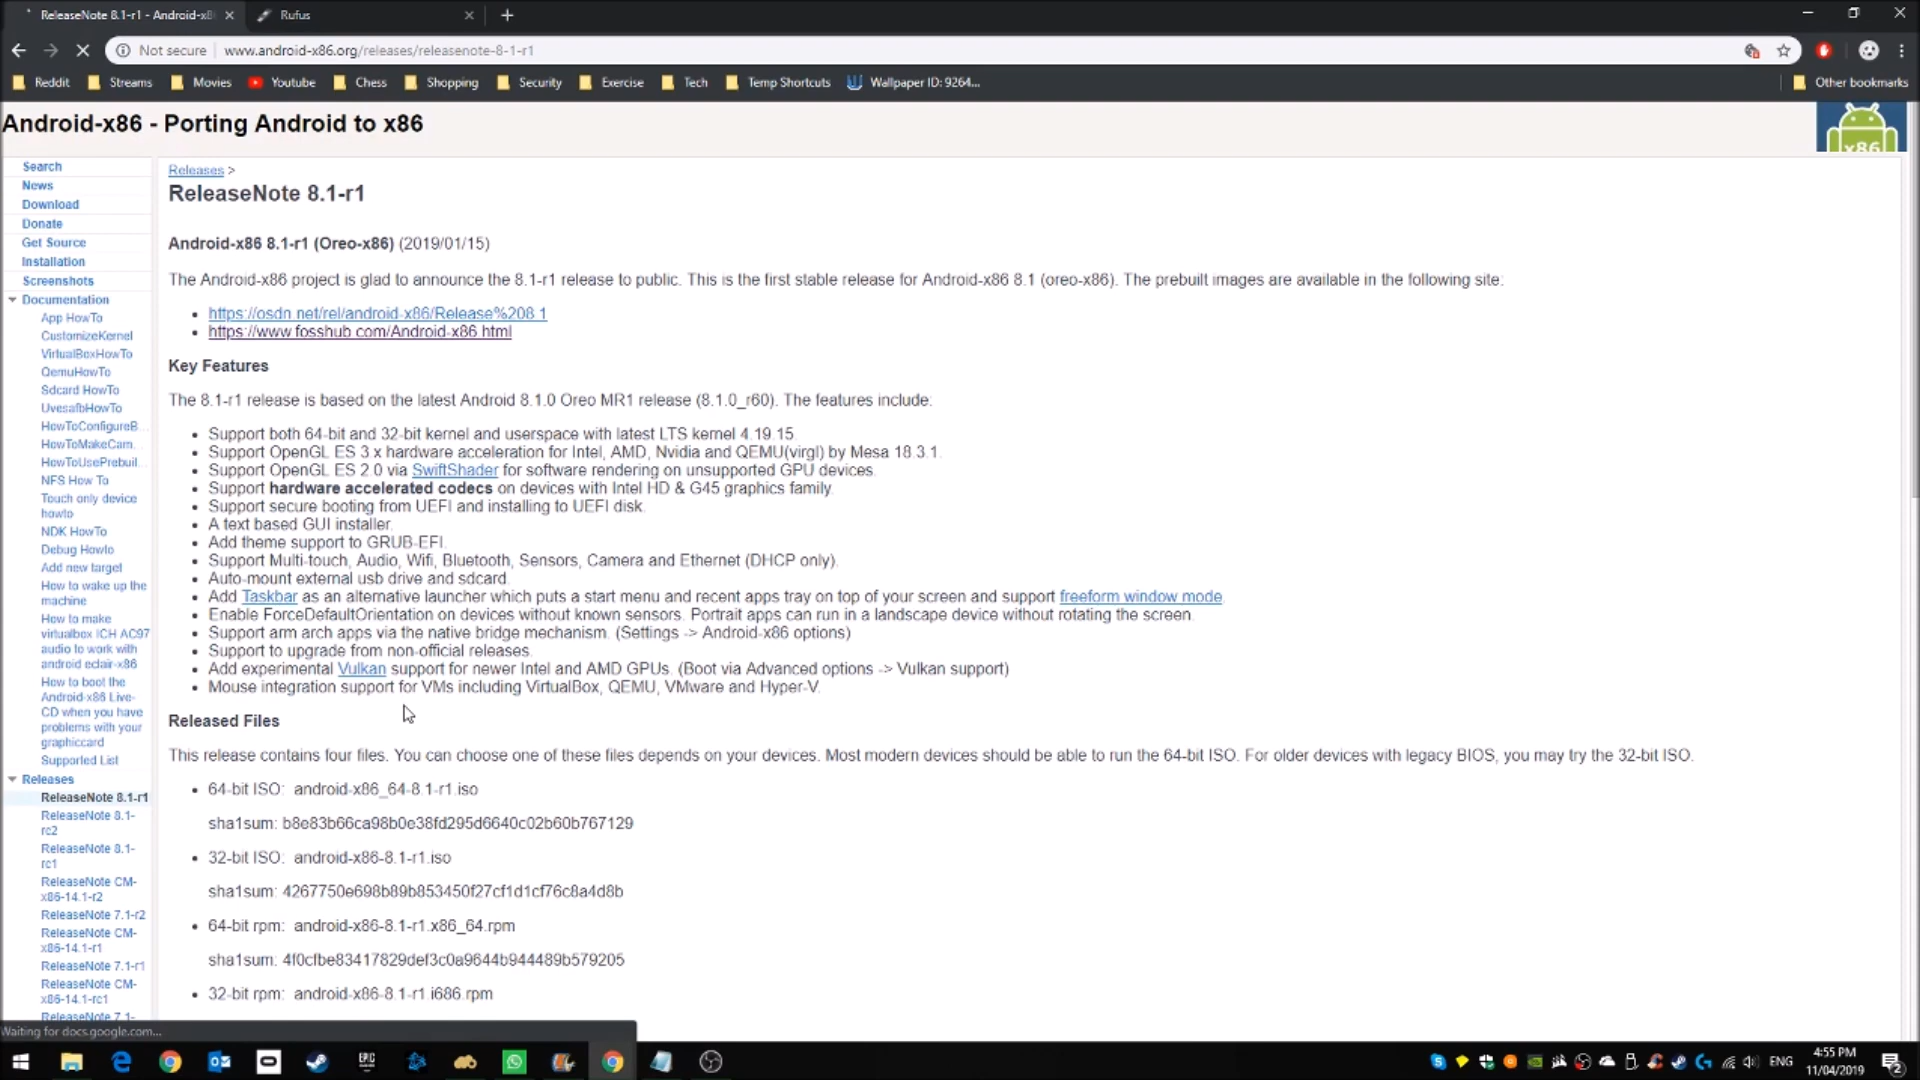 ReleaseNote 8.1-r1 - Android-x8
Rufus
Not secure
www.android-x86.org/releases/releasenote-8-1-r1
Reddit
Streams
Movies
Youtube
Chess
Shopping
Security
Exercise
Tech
Temp Shortcuts
Wallpaper ID: 9264...
Other bookmarks
Android-x86 - Porting Android to x86
x86
Search
News
Download
Donate
Get Source
Installation
Screenshots
Documentation
App HowTo
CustomizeKernel
VirtualBoxHowTo
QemuHowTo
Sdcard HowTo
UvesafbHowTo
HowToConfigureB...
HowToMakeCam...
HowToUsePrebuil...
NFS How To
Touch only device
howto
NDK HowTo
Debug Howto
Add new target
How to wake up the
machine
How to make
virtualbox ICH AC97
audio to work with
android eclair-x86
How to boot the
Android-x86 Live-
CD when you have
problems with your
graphiccard
Supported List
Releases
ReleaseNote 8.1-r1
ReleaseNote 8.1-
rc2
ReleaseNote 8.1-
rc1
ReleaseNote CM-
x86-14.1-r2
ReleaseNote 7.1-r2
ReleaseNote CM-
x86-14.1-r1
ReleaseNote 7.1-r1
ReleaseNote CM-
x86-14.1-rc1
ReleaseNote 7.1-
Releases >
ReleaseNote 8.1-r1
Android-x86 8.1-r1 (Oreo-x86) (2019/01/15)
The Android-x86 project is glad to announce the 8.1-r1 release to public. This is the first stable release for Android-x86 8.1 (oreo-x86). The prebuilt images are available in the following site:
https://osdn.net/rel/android-x86/Release%208.1
https://www.fosshub.com/Android-x86.html
Key Features
The 8.1-r1 release is based on the latest Android 8.1.0 Oreo MR1 release (8.1.0_r60). The features include:
Support both 64-bit and 32-bit kernel and userspace with latest LTS kernel 4.19.15.
Support OpenGL ES 3.x hardware acceleration for Intel, AMD, Nvidia and QEMU(virgl) by Mesa 18.3.1.
Support OpenGL ES 2.0 via SwiftShader for software rendering on unsupported GPU devices.
Support hardware accelerated codecs on devices with Intel HD & G45 graphics family.
Support secure booting from UEFI and installing to UEFI disk.
A text based GUI installer.
Add theme support to GRUB-EFI.
Support Multi-touch, Audio, Wifi, Bluetooth, Sensors, Camera and Ethernet (DHCP only).
Auto-mount external usb drive and sdcard.
Add Taskbar as an alternative launcher which puts a start menu and recent apps tray on top of your screen and support freeform window mode.
Enable ForceDefaultOrientation on devices without known sensors. Portrait apps can run in a landscape device without rotating the screen.
Support arm arch apps via the native bridge mechanism. (Settings -> Android-x86 options)
Support to upgrade from non-official releases.
Add experimental Vulkan support for newer Intel and AMD GPUs. (Boot via Advanced options -> Vulkan support)
Mouse integration support for VMs including VirtualBox, QEMU, VMware and Hyper-V.
Released Files
This release contains four files. You can choose one of these files depends on your devices. Most modern devices should be able to run the 64-bit ISO. For older devices with legacy BIOS, you may try the 32-bit ISO.
64-bit ISO: android-x86_64-8.1-r1.iso
sha1sum: b8e83b66ca98b0e38fd295d6640c02b60b767129
32-bit ISO: android-x86-8.1-r1.iso
sha1sum: 4267750e698b89b853450f27cf1d1cf76c8a4d8b
64-bit rpm: android-x86-8.1-r1.x86_64.rpm
sha1sum: 4f0cfbe83417829def3c0a9644b944489b579205
32-bit rpm: android-x86-8.1-r1.i686.rpm
Waiting for docs.google.com...
EPIC
ENG
4:55 PM
11/04/2019
2